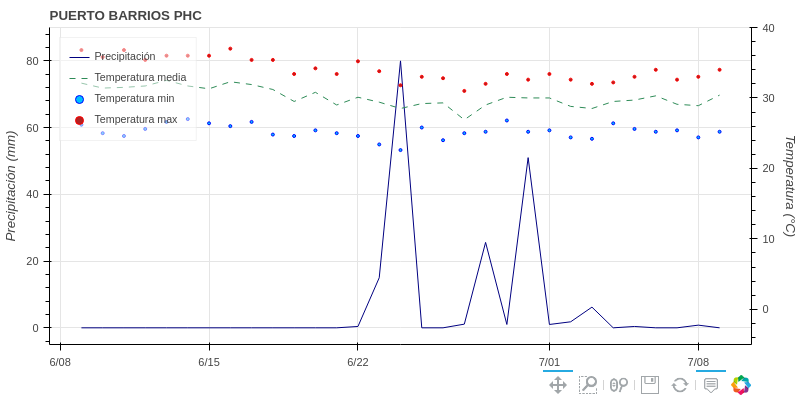 PUERTO BARRIOS PHC
Precipitación
Temperatura media
Temperatura min
Temperatura max
Precipitación (mm)
80
60
40
20
0
Temperatura (°C)
40
30
20
10
0
6/08
6/15
6/22
7/01
7/08